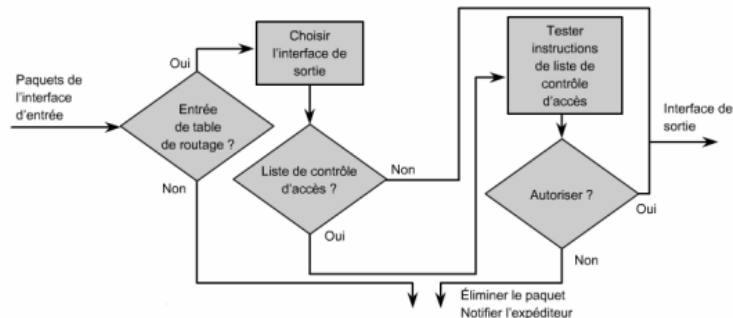 Paquets de
l'interface
d'entrée
Entrée
de table
de routage ?
Oui
Non
Choisir
l'interface de
sortie
Liste de contrôle
d'accès ?
Non
Oui
Tester
instructions
de liste de
contrôle
d'accès
Autoriser ?
Oui
Non
Interface de
sortie
Éliminer le paquet
Notifier l'expéditeur